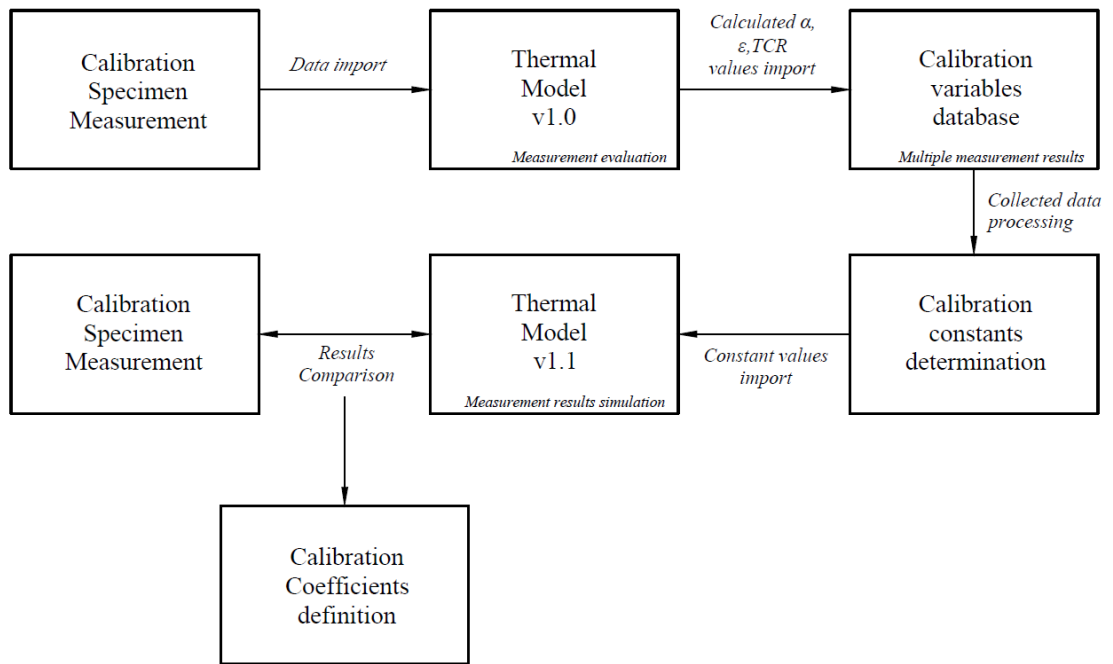 Calibration
Specimen
Measurement
Data import
Thermal
Model
v1.0
Measurement evaluation
Calculated α,
ε,TCR
values import
Calibration
variables
database
Multiple measurement results
Collected data
processing
Calibration
Specimen
Measurement
Results
Comparison
Thermal
Model
v1.1
Measurement results simulation
Constant values
import
Calibration
constants
determination
Calibration
Coefficients
definition